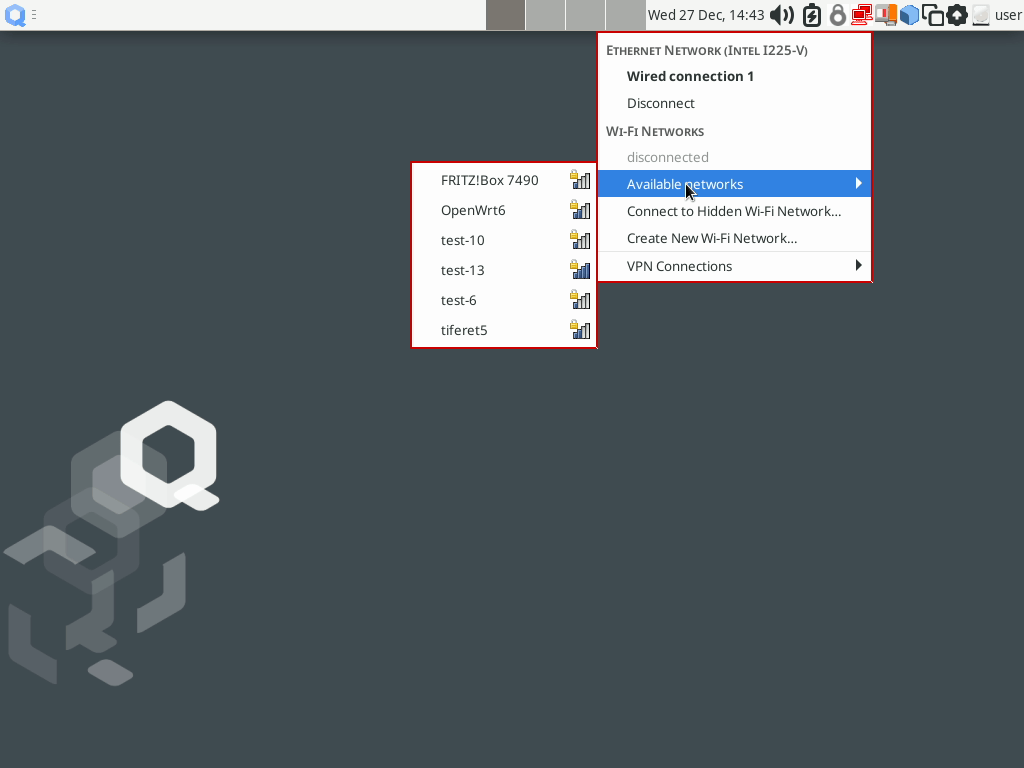 Wed 27 Dec, 14:43
user
Ethernet Network (Intel I225-V)
Wired connection 1
Disconnect
Wi-Fi Networks
disconnected
Available networks
Connect to Hidden Wi-Fi Network...
Create New Wi-Fi Network...
VPN Connections
FRITZ!Box 7490
OpenWrt6
test-10
test-13
test-6
tiferet5